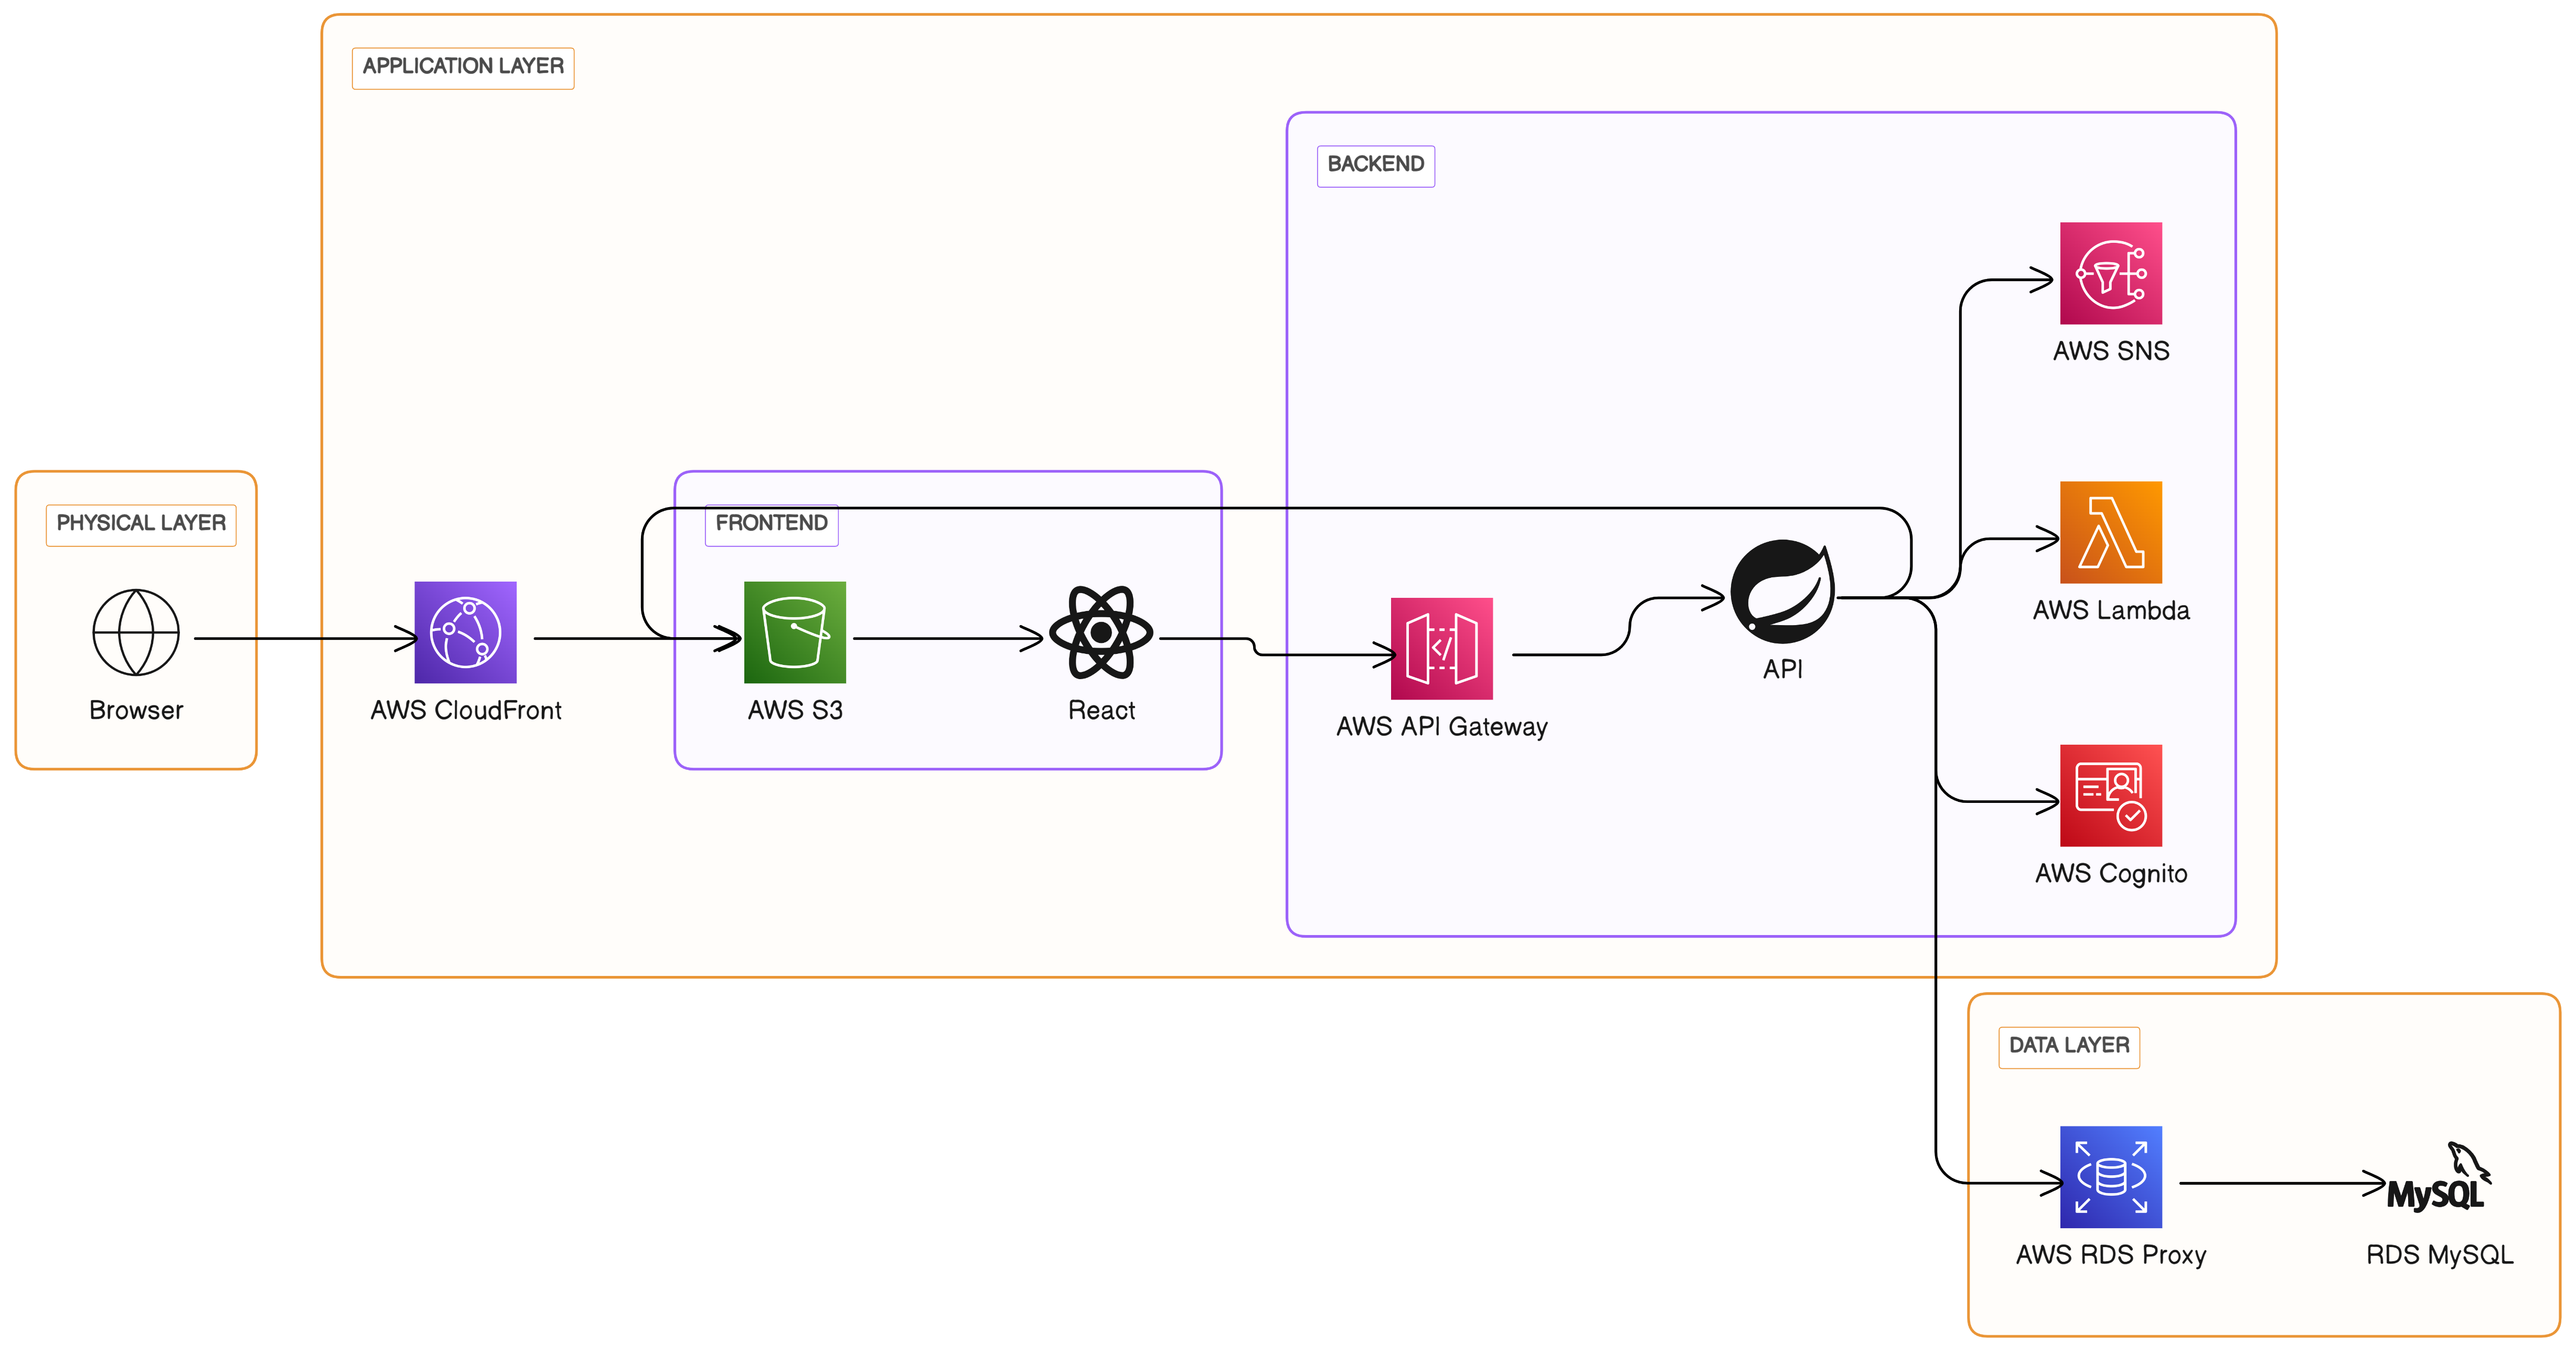 APPLICATION LAYER
BACKEND
AWS SNS
PHYSICAL LAYER
FRONTEND
AWS Lambda
Browser
AWS CloudFront
AWS S3
React
AWS API Gateway
API
AWS Cognito
DATA LAYER
MySQL
AWS RDS Proxy
RDS MySQL